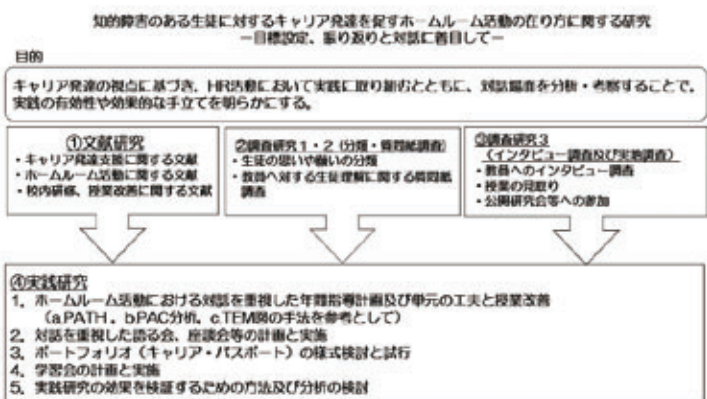 知的障害のある生徒に対するキャリア発達を促すホームルーム活動の在り方に関する研究
－目標設定、振り返りと対話に着目して－
目的
キャリア発達の視点に基づき、HR活動において実践に取り組むとともに、対話場面を分析・考察することで、
実践の有効性や効果的な手立てを明らかにする。
①文献研究
・キャリア発達支援に関する文献
・ホームルーム活動に関する文献
・校内研修、授業改善に関する文献
②調査研究1・2（分類・質問紙調査）
・生徒の思いや願いの分類
・教員へ対する生徒理解に関する質問紙
調査
③調査研究3
（インタビュー調査及び実地調査）
・教員へのインタビュー調査
・授業の見取り
・公開研究会等への参加
④実践研究
1．ホームルーム活動における対話を重視した年間指導計画及び単元の工夫と授業改善
（a.PATH、b.PAC分析、c.TEM図の手法を参考として）
2．対話を重視した語る会、座談会等の計画と実施
3．ポートフォリオ（キャリア・パスポート）の様式検討と試行
4．学習会の計画と実施
5．実践研究の効果を検証するための方法及び分析の検討